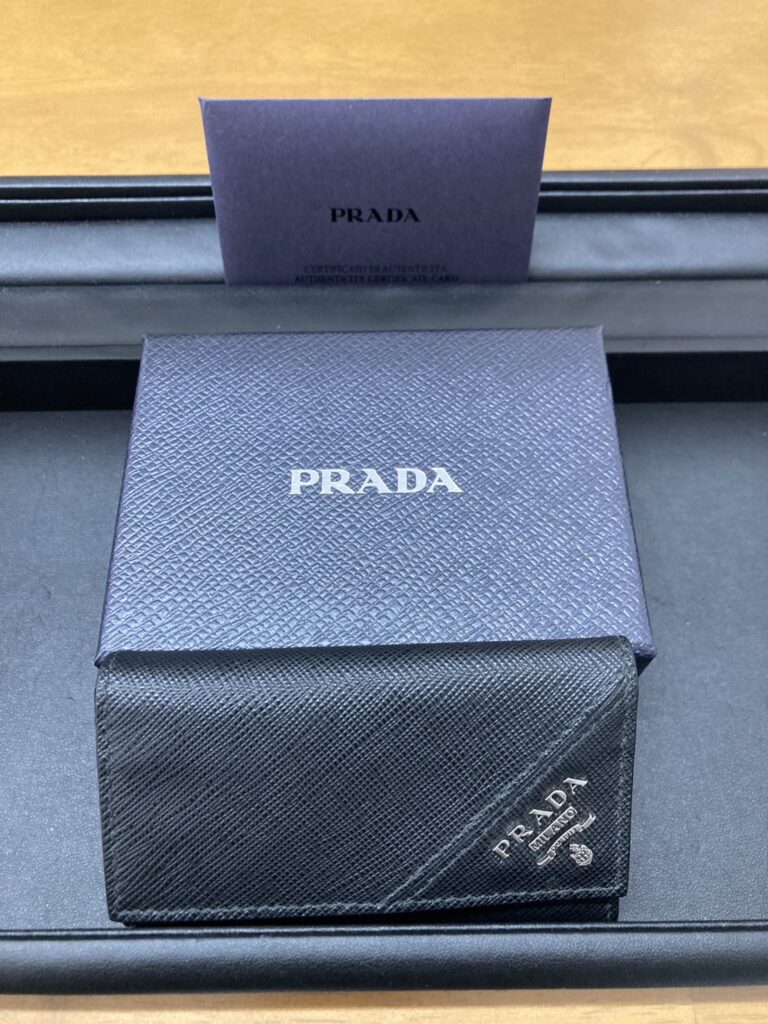 PRADA
CERTIFICATO DI AUTENTICITÀ
AUTHENTICITY CERTIFICATE CARD
PRADA
PRADA
MILANO